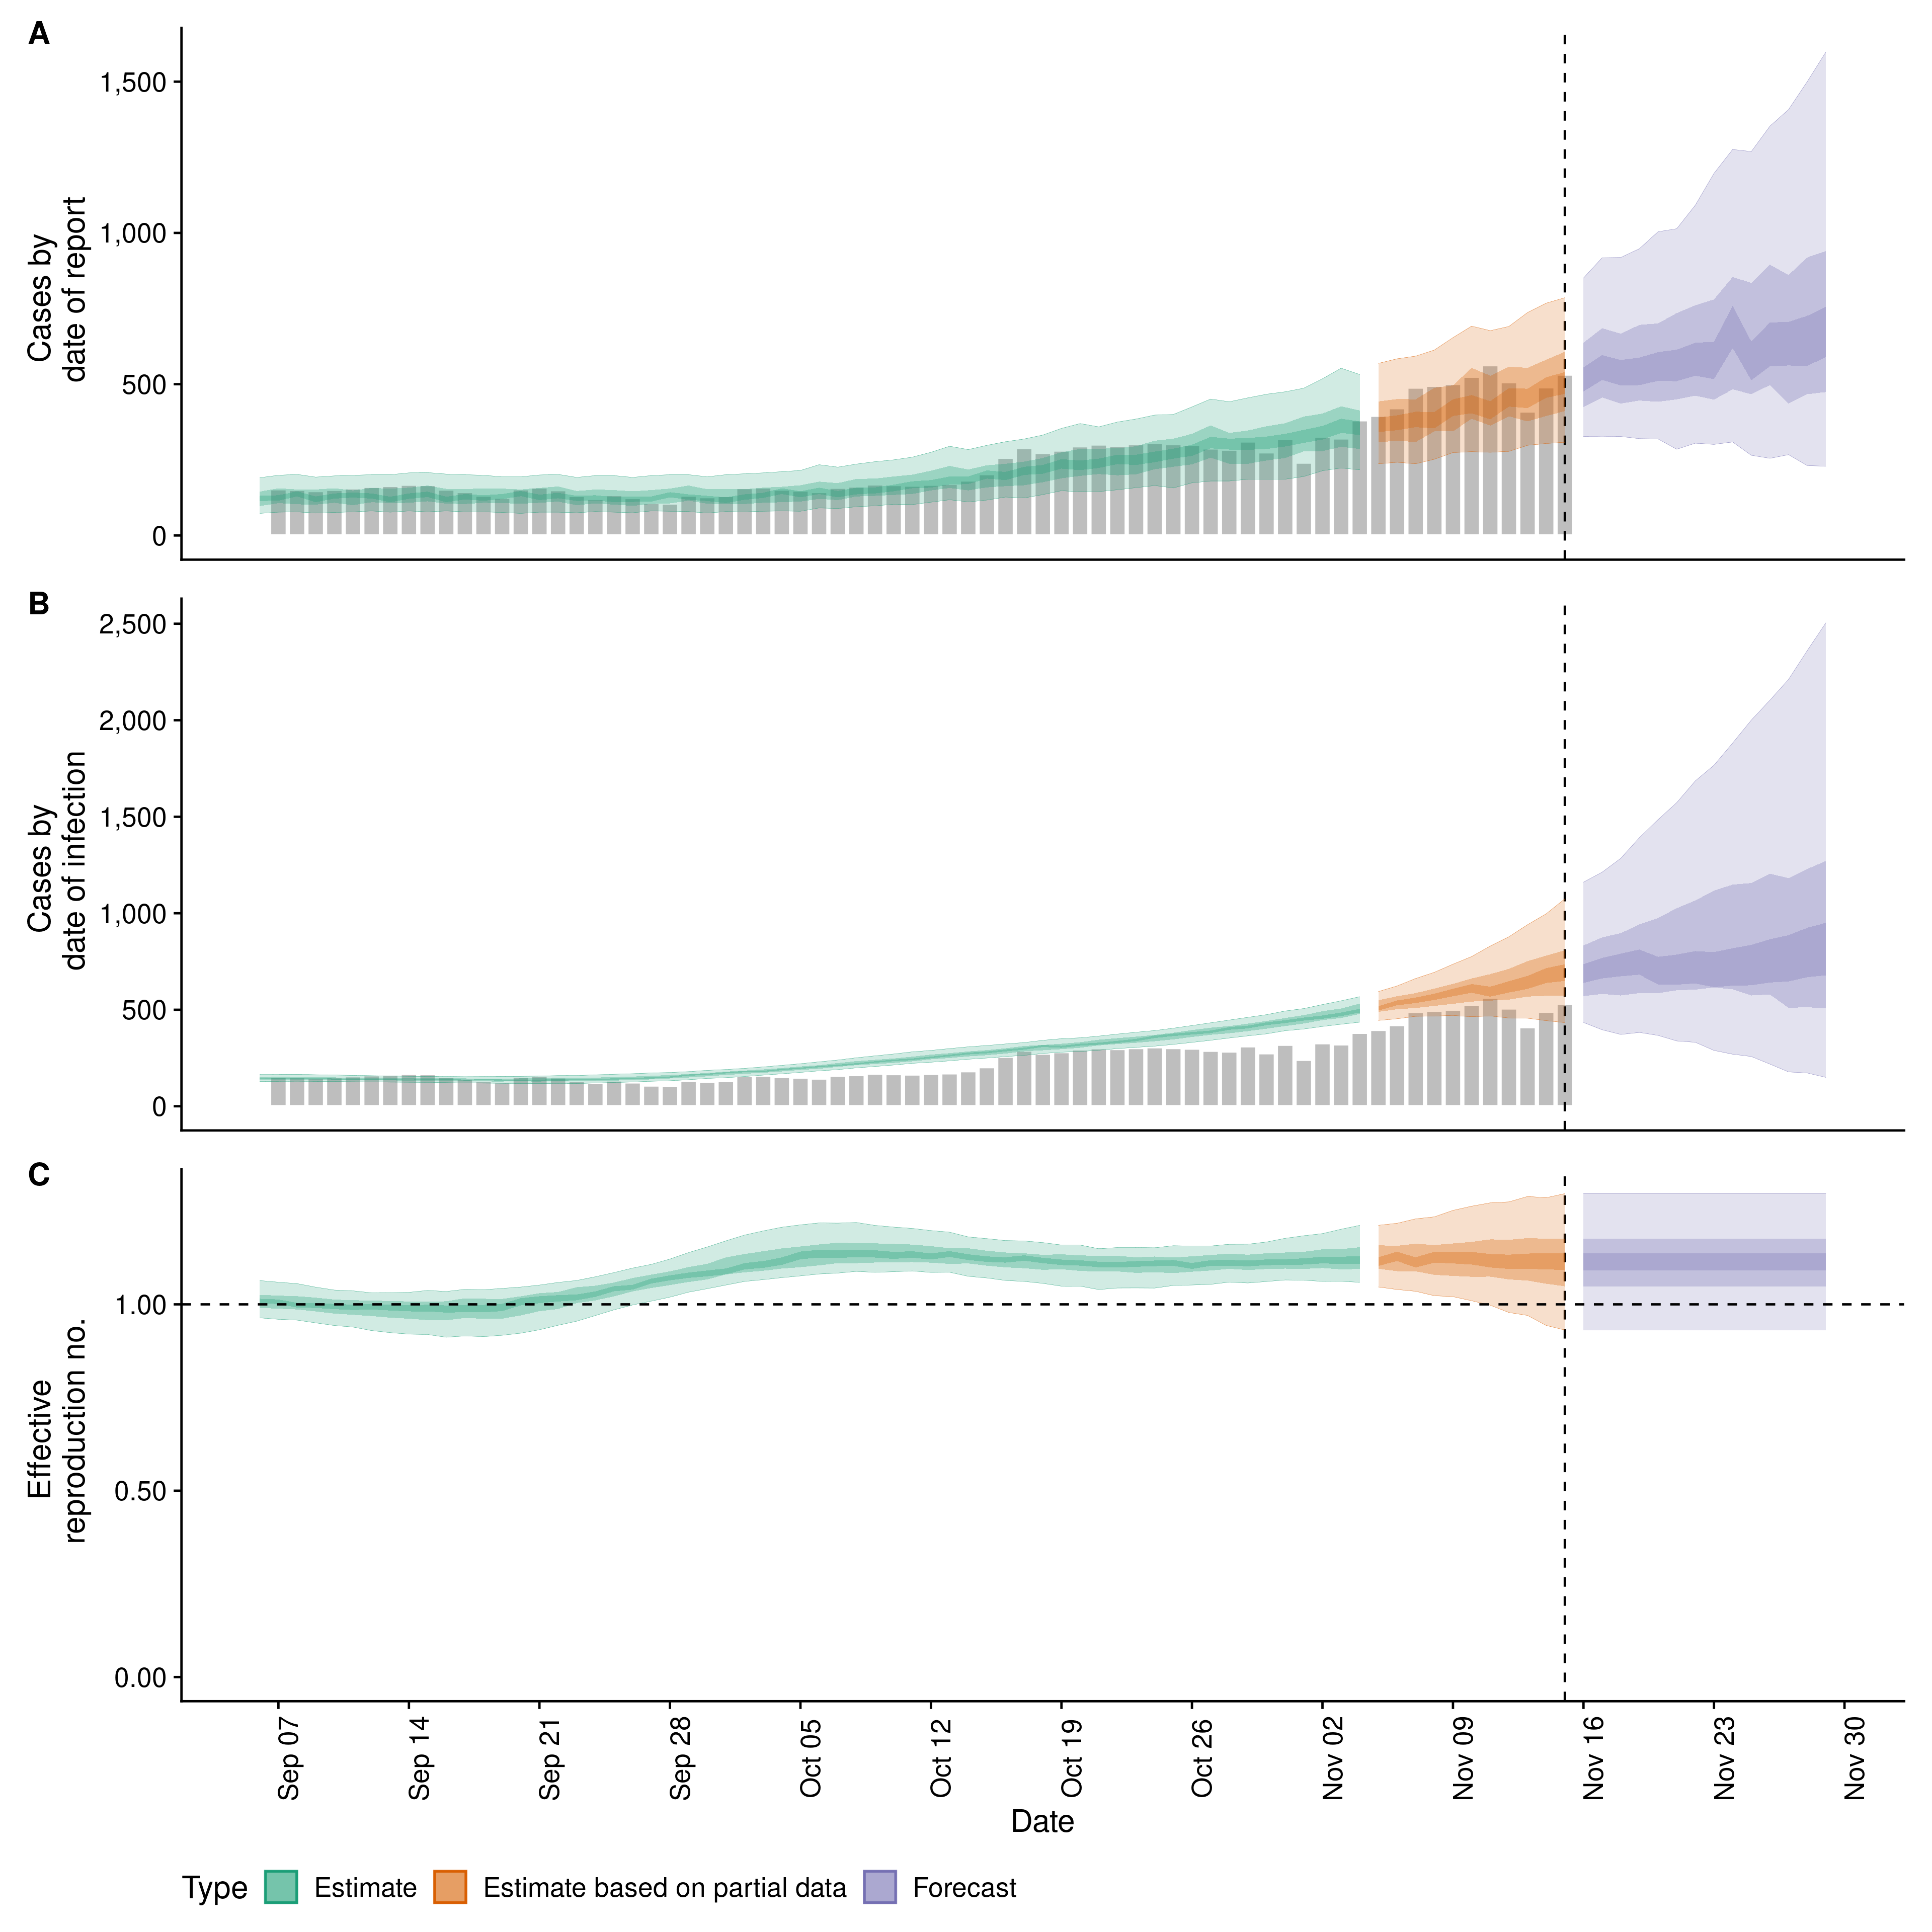 A
1,500
1,000
500
0
Cases by
date of report
B
2,500
2,000
1,500
1,000
500
0
Cases by
date of infection
C
1.00
0.50
0.00
Effective
reproduction no.
Sep 07
Sep 14
Sep 21
Sep 28
Oct 05
Oct 12
Oct 19
Oct 26
Nov 02
Nov 09
Nov 16
Nov 23
Nov 30
Date
Type
Estimate
Estimate based on partial data
Forecast